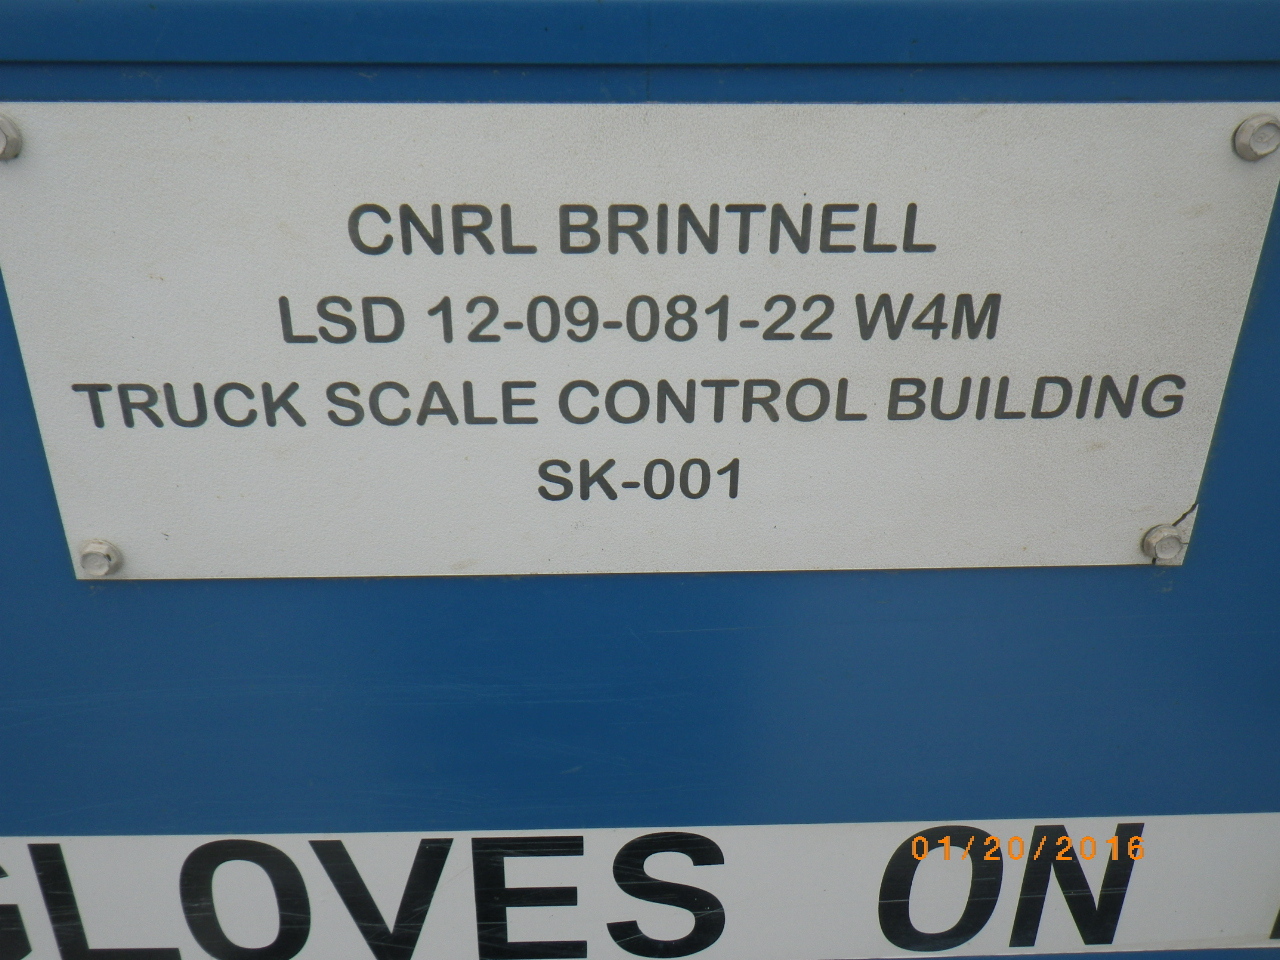 CNRL BRINTNELL
LSD 12-09-081-22 W4M
TRUCK SCALE CONTROL BUILDING
SK-001
GLOVES ON
01/20/2016